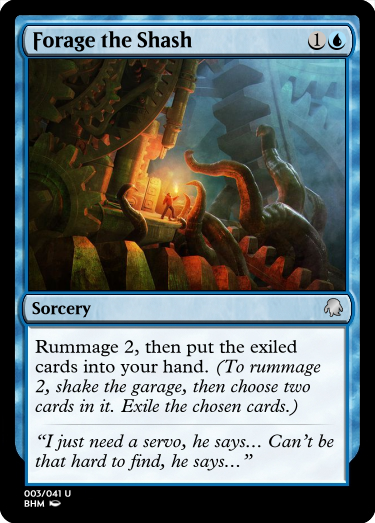 Forage the Shash
1
Sorcery
Rummage 2, then put the exiled
cards into your hand. (To rummage
2, shake the garage, then choose two
cards in it. Exile the chosen cards.)
“I just need a servo, he says… Can’t be
that hard to find, he says…”
003/041 U
BHM